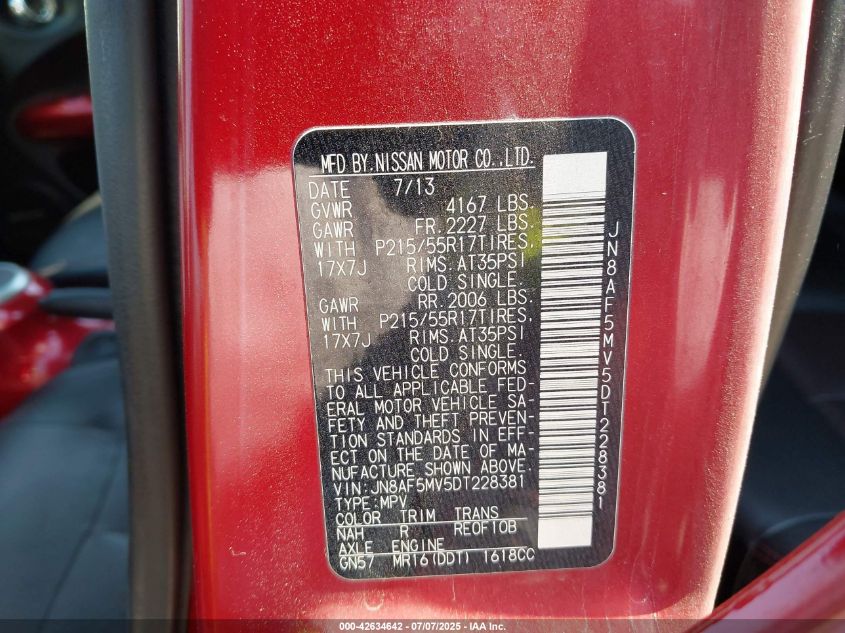 MFD BY NISSAN MOTOR CO.,LTD.
DATE 7/13
GVWR 4167 LBS.
GAWR FR. 2227 LBS.
WITH P215/55R17TIRES,
17X7J RIMS. AT35PSI
COLD SINGLE.
GAWR RR. 2006 LBS.
WITH P215/55R17TIRES,
17X7J RIMS. AT35PSI
COLD SINGLE.
THIS VEHICLE CONFORMS
TO ALL APPLICABLE FED-
ERAL MOTOR VEHICLE SA-
FETY AND THEFT PREVEN-
TION STANDARDS IN EFF-
ECT ON THE DATE OF MA-
NUFACTURE SHOWN ABOVE.
VIN: JN8AF5MV5DT228381
TYPE:MPV
COLOR TRIM TRANS
NAH R RE0F10B
AXLE ENGINE
GN57 MR16(DDT) 1618CC
JN8AF5MV5DT228381
000-42634642 - 07/07/2025 - IAA Inc.